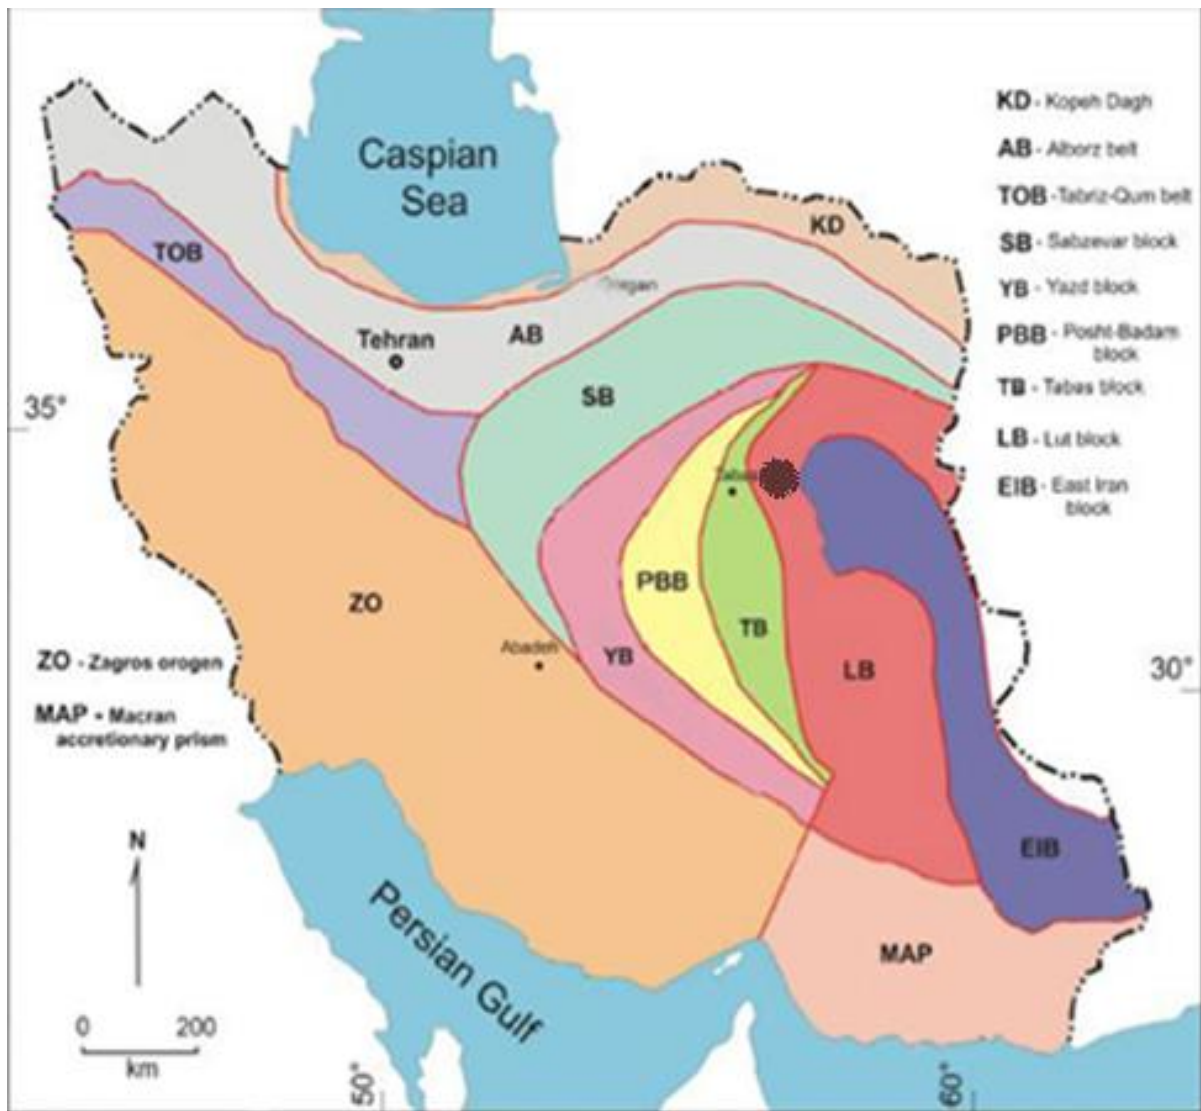 Caspian
Sea
KD - Kopeh Dagh
AB - Alborz belt
TOB - Tabriz-Qum belt
SB - Sabzevar block
YB - Yazd block
PBB - Posht-Badam
block
TB - Tabas block
LB - Lut block
EIB - East Iran
block
KD
TOB
Tehran
AB
SB
35°
PBB
ZO
TB
Abadeh
YB
LB
30°
ZO - Zagros orogen
MAP - Macran
accretionary prism
N
EIB
Persian Gulf
MAP
0 200
km
50°
60°